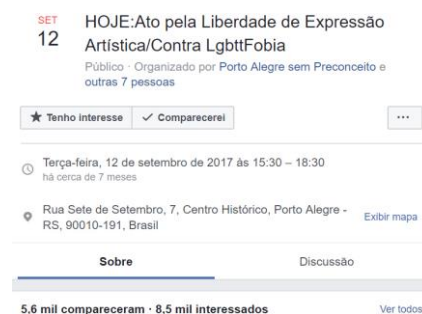 SET
12
HOJE:Ato pela Liberdade de Expressão
Artística/Contra LgbttFobia
Público · Organizado por Porto Alegre sem Preconceito e
outras 7 pessoas
★ Tenho interesse ✓ Comparecerei ...
Terça-feira, 12 de setembro de 2017 às 15:30 – 18:30
há cerca de 7 meses
Rua Sete de Setembro, 7, Centro Histórico, Porto Alegre - Exibir mapa
RS, 90010-191, Brasil
Sobre Discussão
5,6 mil compareceram · 8,5 mil interessados Ver todos